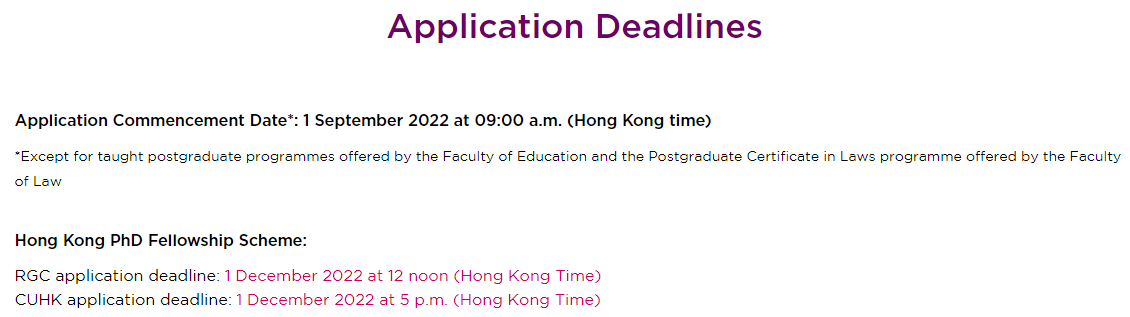 Application Deadlines
Application Commencement Date*: 1 September 2022 at 09:00 a.m. (Hong Kong time)
*Except for taught postgraduate programmes offered by the Faculty of Education and the Postgraduate Certificate in Laws programme offered by the Faculty
of Law
Hong Kong PhD Fellowship Scheme:
RGC application deadline: 1 December 2022 at 12 noon (Hong Kong Time)
CUHK application deadline: 1 December 2022 at 5 p.m. (Hong Kong Time)